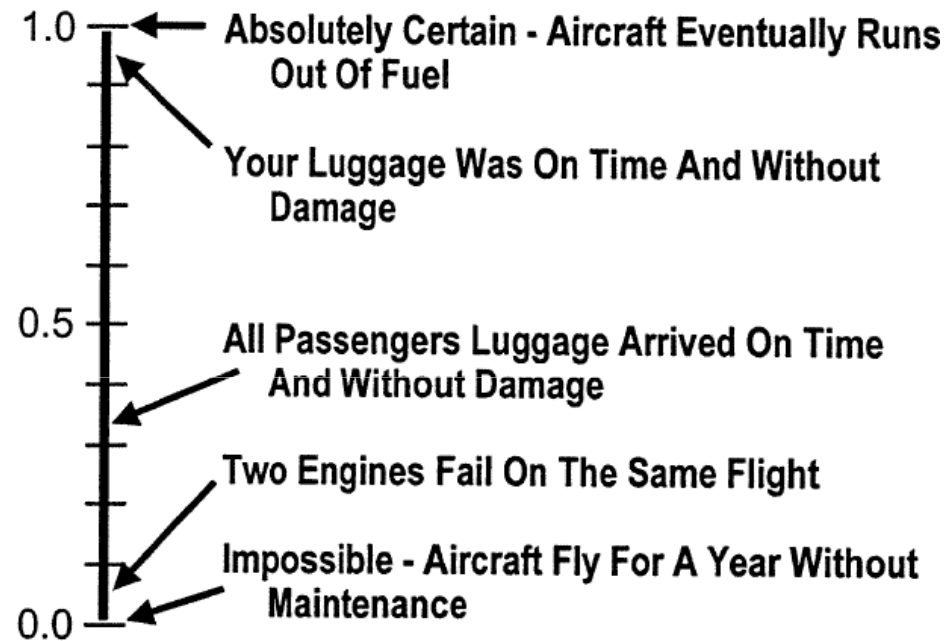 1.0
Absolutely Certain - Aircraft Eventually Runs
Out Of Fuel
Your Luggage Was On Time And Without
Damage
0.5
All Passengers Luggage Arrived On Time
And Without Damage
Two Engines Fail On The Same Flight
Impossible - Aircraft Fly For A Year Without
Maintenance
0.0